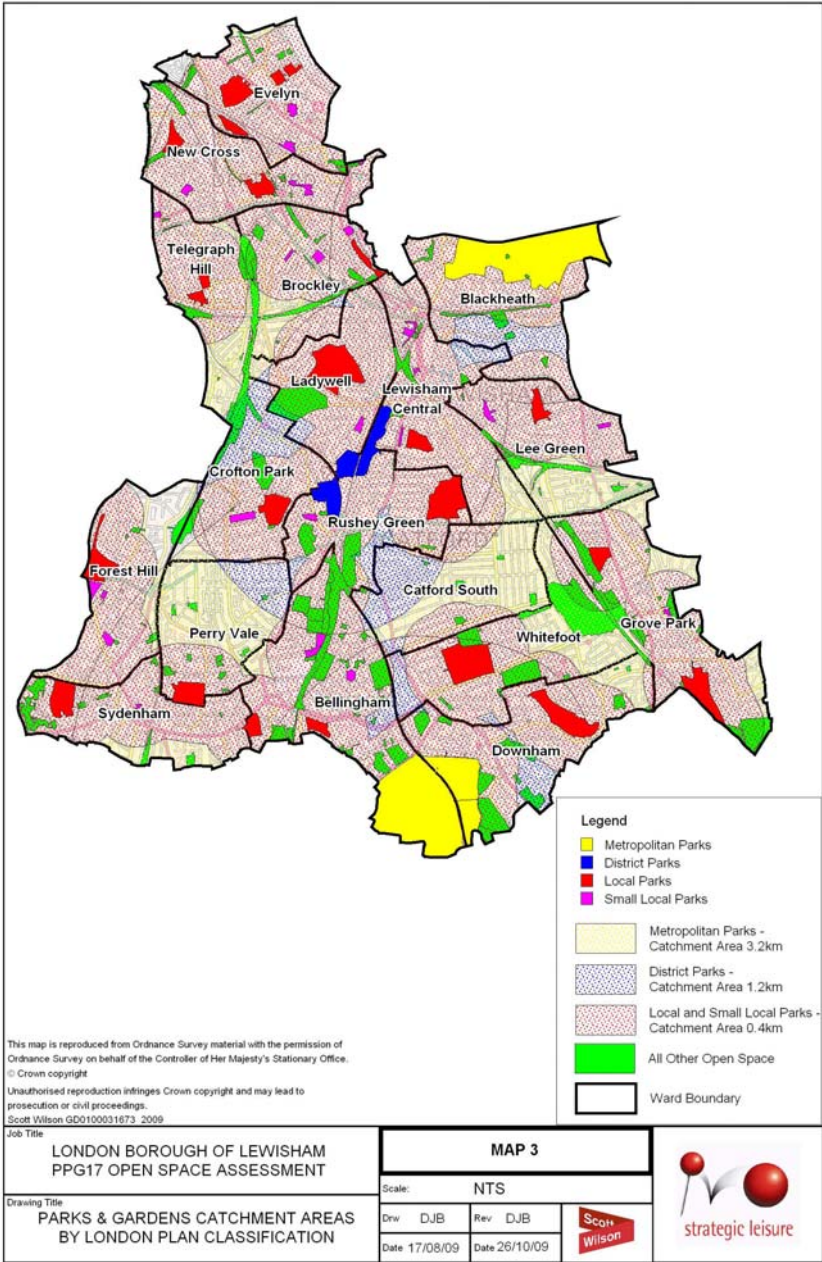 Evelyn
New Cross
Telegraph
Hill
Brockley
Blackheath
Ladywell
Lewisham
Central
Lee Green
Crofton Park
Rushey Green
Forest Hill
Catford South
Perry Vale
Whitefoot
Grove Park
Sydenham
Bellingham
Downham
Legend
Metropolitan Parks
District Parks
Local Parks
Small Local Parks
Metropolitan Parks -
Catchment Area 3.2km
District Parks -
Catchment Area 1.2km
Local and Small Local Parks -
Catchment Area 0.4km
All Other Open Space
Ward Boundary
This map is reproduced from Ordnance Survey material with the permission of
Ordnance Survey on behalf of the Controller of Her Majesty's Stationary Office.
© Crown copyright
Unauthorised reproduction infringes Crown copyright and may lead to
prosecution or civil proceedings.
Scott Wilson GD0100031673 2009
Job Title
LONDON BOROUGH OF LEWISHAM
PPG17 OPEN SPACE ASSESSMENT
Drawing Title
PARKS & GARDENS CATCHMENT AREAS
BY LONDON PLAN CLASSIFICATION
MAP 3
Scale: NTS
Drw DJB Rev DJB
Date 17/08/09 Date 26/10/09
Scott
Wilson
strategic leisure